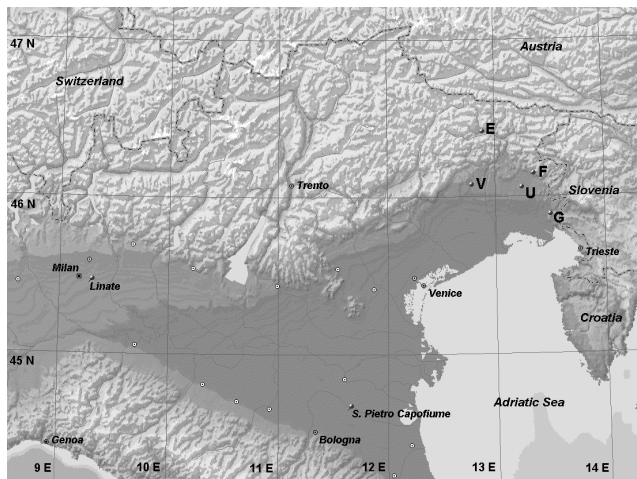 47 N
Austria
Switzerland
E
F
Trento
V
U
Slovenia
46 N
G
Trieste
Milan
Linate
Venice
Croatia
45 N
Adriatic Sea
S. Pietro Capofiume
Genoa
Bologna
9 E
10 E
11 E
12 E
13 E
14 E